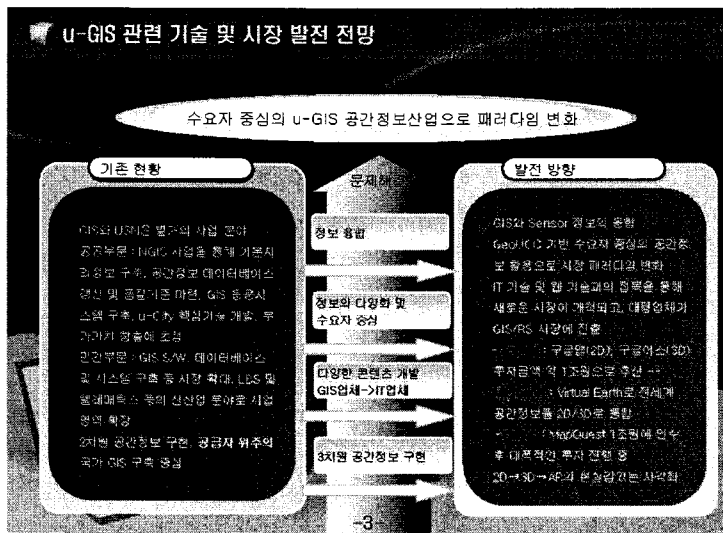 u-GIS 관련 기술 및 시장 발전 전망
수요자 중심의 u-GIS 공간정보산업으로 패러다임 변화
기존 현황
GIS와 USN은 별개의 사업 분야
공공부문 : NGIS 사업을 통해 기본지
리정보 구축, 공간정보 데이터베이스
갱신 및 품질기준 마련, GIS 응용시
스템 구축, u-City 핵심기술 개발, 부
가가치 창출에 초점
민간부문 : GIS S/W, 데이터베이스
및 시스템 구축 등 시장 확대, LBS 및
텔레매틱스 등의 신산업 분야로 사업
영역 확장
2차원 공간정보 구현, 공급자 위주의
국가 GIS 구축 중심
문제
정보 융합
정보의 다양화 및
수요자 중심
다양한 콘텐츠 개발
GIS업체->IT업체
3차원 공간정보 구현
발전 방향
GIS와 Sensor 정보의 융합
GeoUCC 기반 수요자 중심의 공간정
보 활용으로 시장 패러다임 변화
IT 기술 및 웹 기술과의 접목을 통해
새로운 시장이 개척되고, 대형업체가
GIS/RS 시장에 진출
- : 구글맵(2D), 구글어스(3D)
투자금액 약 1조원으로 추산
- : Virtual Earth로 전세계
공간정보를 2D/3D로 통합
- : MapQuest 1조원에 인수
후 대폭적인 투자 진행 중
2D→3D→AR의 현실감있는 시각화
-3-